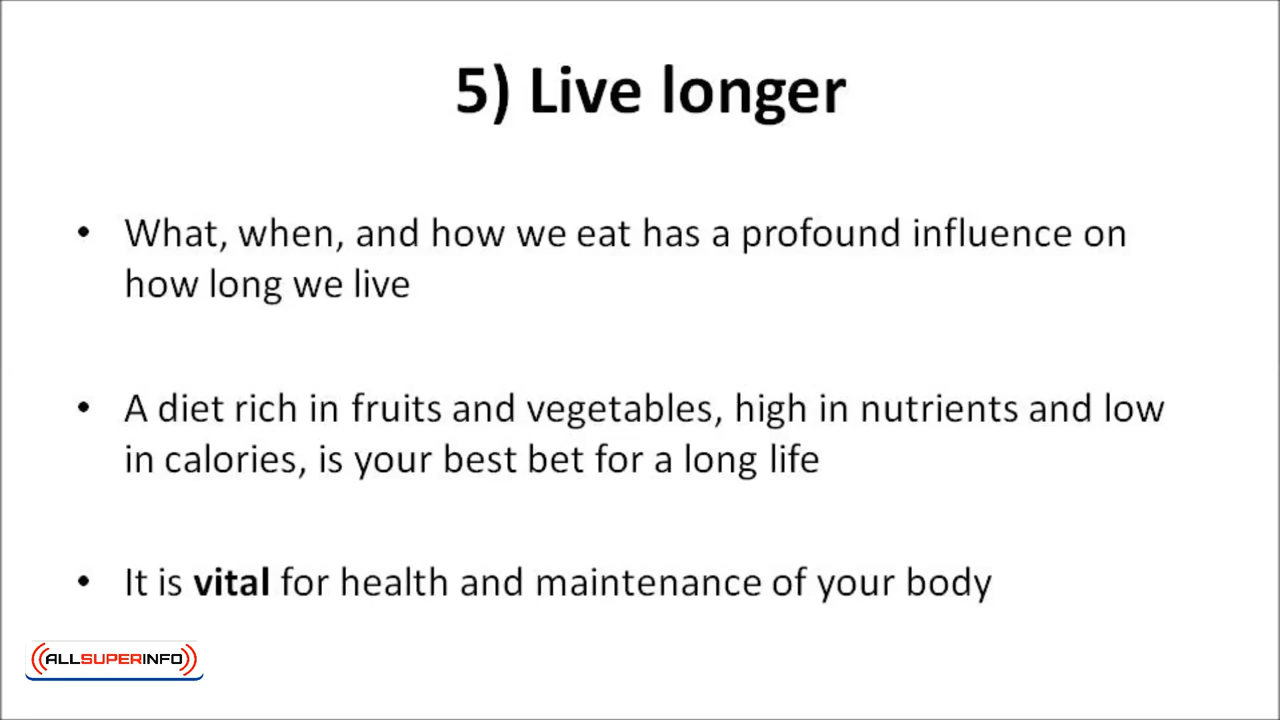 5) Live longer
• What, when, and how we eat has a profound influence on
how long we live
• A diet rich in fruits and vegetables, high in nutrients and low
in calories, is your best bet for a long life
• It is vital for health and maintenance of your body
ALLSUPERINFO